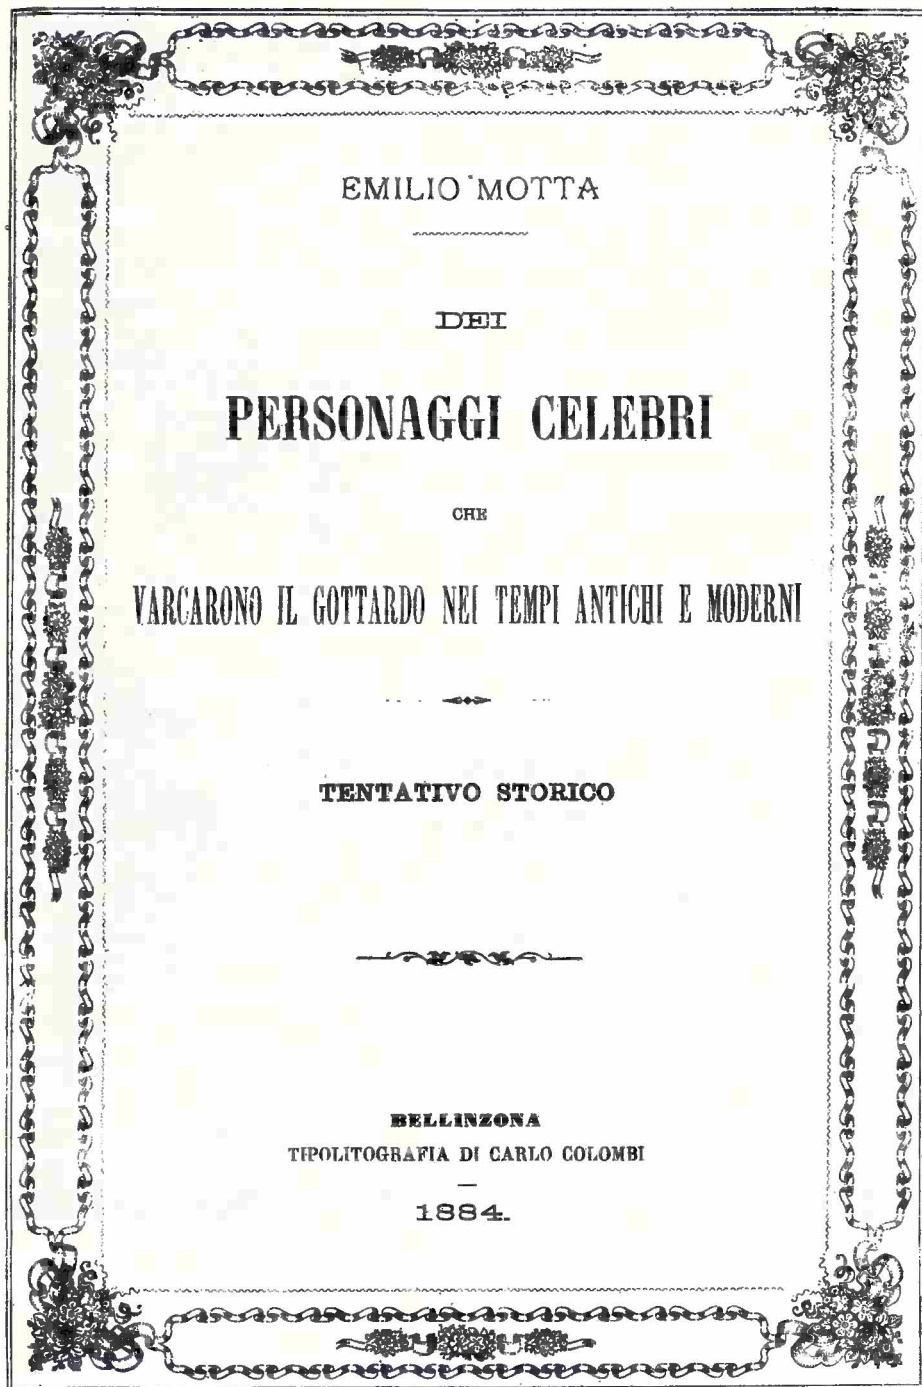 EMILIO MOTTA
DEI
PERSONAGGI CELEBRI
CHE
VARCARONO IL GOTTARDO NEI TEMPI ANTICHI E MODERNI
TENTATIVO STORICO
BELLINZONA
TIPOLITOGRAFIA DI CARLO COLOMBI
1884.